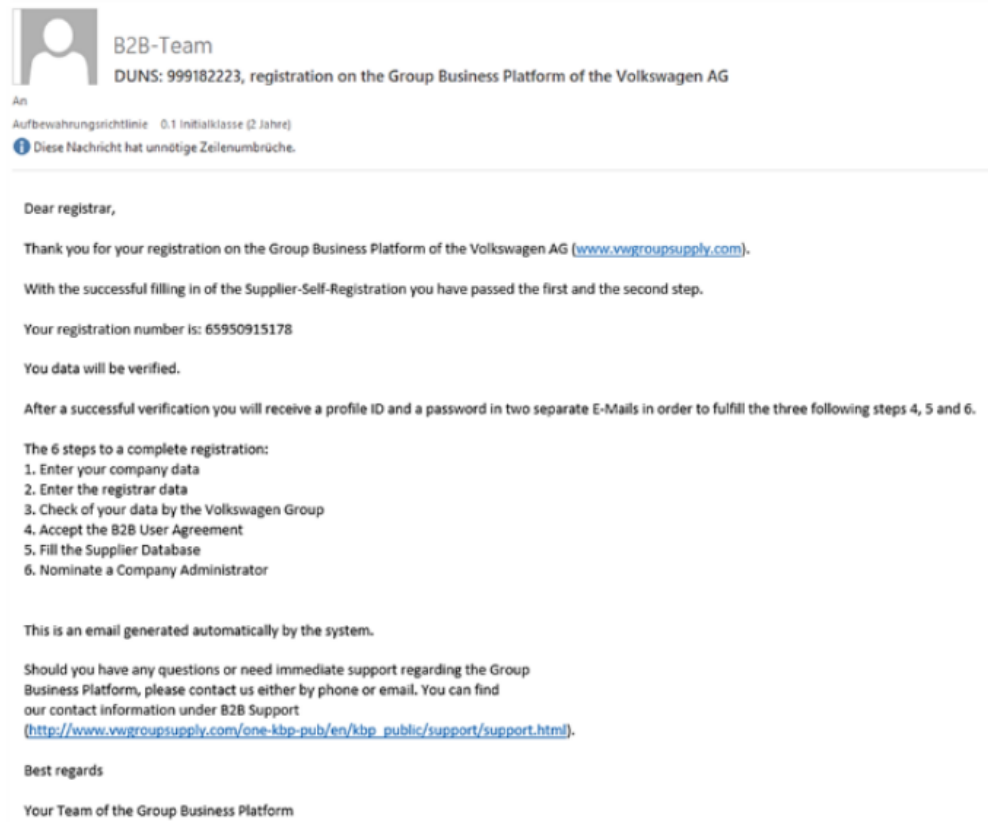 B2B-Team
DUNS: 999182223, registration on the Group Business Platform of the Volkswagen AG
An
Aufbewahrungsrichtlinie 0.1 Initialklasse (2 Jahre)
Diese Nachricht hat unnötige Zeilenumbrüche.
Dear registrar,
Thank you for your registration on the Group Business Platform of the Volkswagen AG (www.vwgroupsupply.com).
With the successful filling in of the Supplier-Self-Registration you have passed the first and the second step.
Your registration number is: 65950915178
You data will be verified.
After a successful verification you will receive a profile ID and a password in two separate E-Mails in order to fulfill the three following steps 4, 5 and 6.
The 6 steps to a complete registration:
1. Enter your company data
2. Enter the registrar data
3. Check of your data by the Volkswagen Group
4. Accept the B2B User Agreement
5. Fill the Supplier Database
6. Nominate a Company Administrator
This is an email generated automatically by the system.
Should you have any questions or need immediate support regarding the Group
Business Platform, please contact us either by phone or email. You can find
our contact information under B2B Support
(http://www.vwgroupsupply.com/one-kbp-pub/en/kbp_public/support/support.html).
Best regards
Your Team of the Group Business Platform